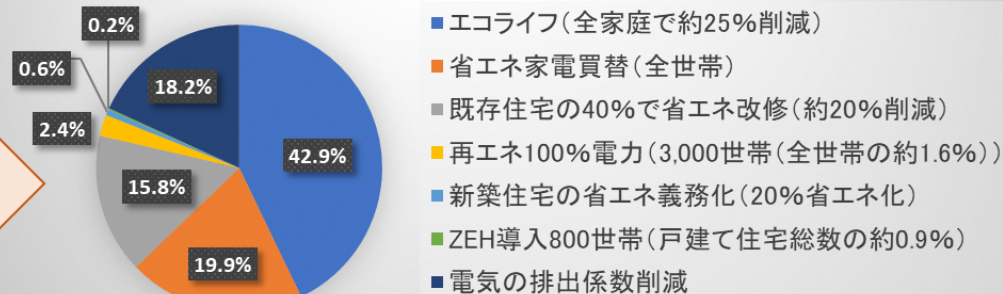 0.2%
0.6%
18.2%
2.4%
42.9%
15.8%
19.9%
エコライフ(全家庭で約25%削減)
省エネ家電買替(全世帯)
既存住宅の40%で省エネ改修(約20%削減)
再エネ100%電力(3,000世帯(全世帯の約1.6%))
新築住宅の省エネ義務化(20%省エネ化)
ZEH導入800世帯(戸建て住宅総数の約0.9%)
電気の排出係数削減